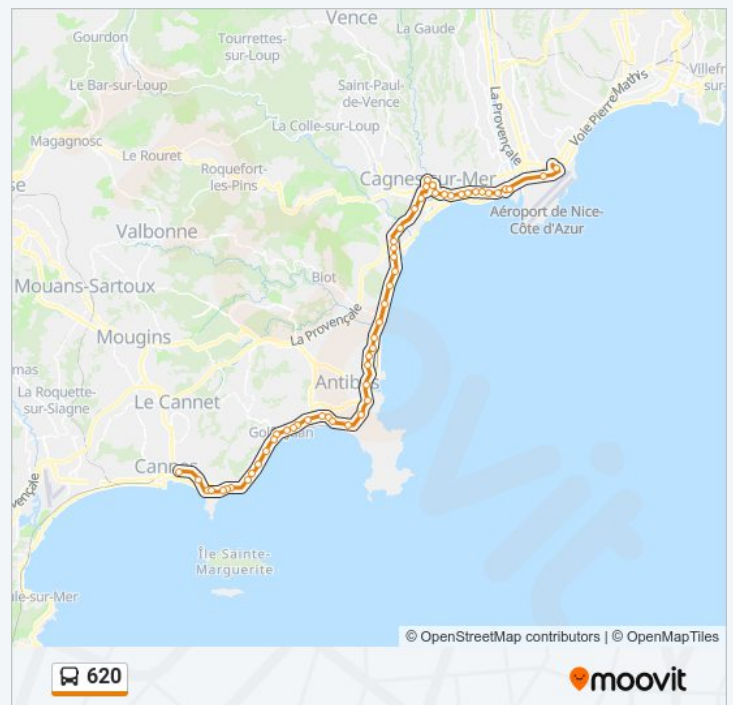 Vence
Gourdon
La Gaude
Tourrettes-
sur-Loup
Le Bar-sur-Loup
Saint-Paul-
de-Vence
La Provençale
Voie Pierre-Mathis
Villefr
sur-
La Colle-sur-Loup
Magagnosc
Le Rouret
Roquefort-
les-Pins
Cagnes-sur-Mer
Aéroport de Nice-
Côte d'Azur
Valbonne
Biot
Mouans-Sartoux
La Provençale
Mougins
La Roquette-
sur-Siagne
Le Cannet
Antibes
Cannes
Île Sainte-
Marguerite
ule-sur-Mer
© OpenStreetMap contributors | © OpenMapTiles
620
moovit